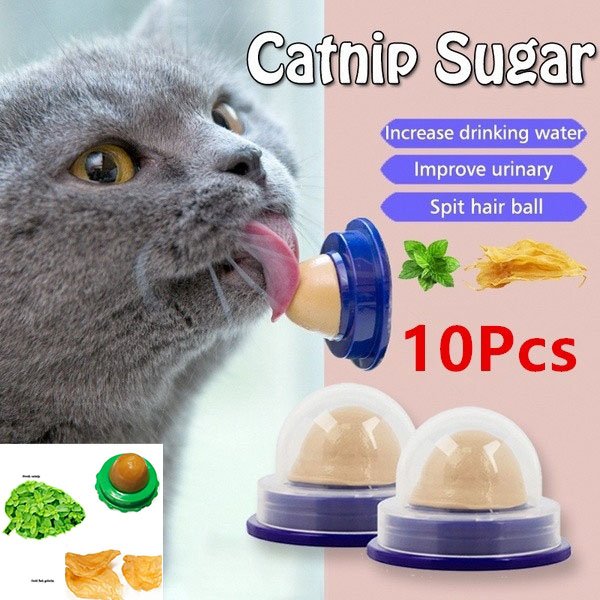 Catnip Sugar
Increase drinking water
Improve urinary
Spit hair ball
10Pcs